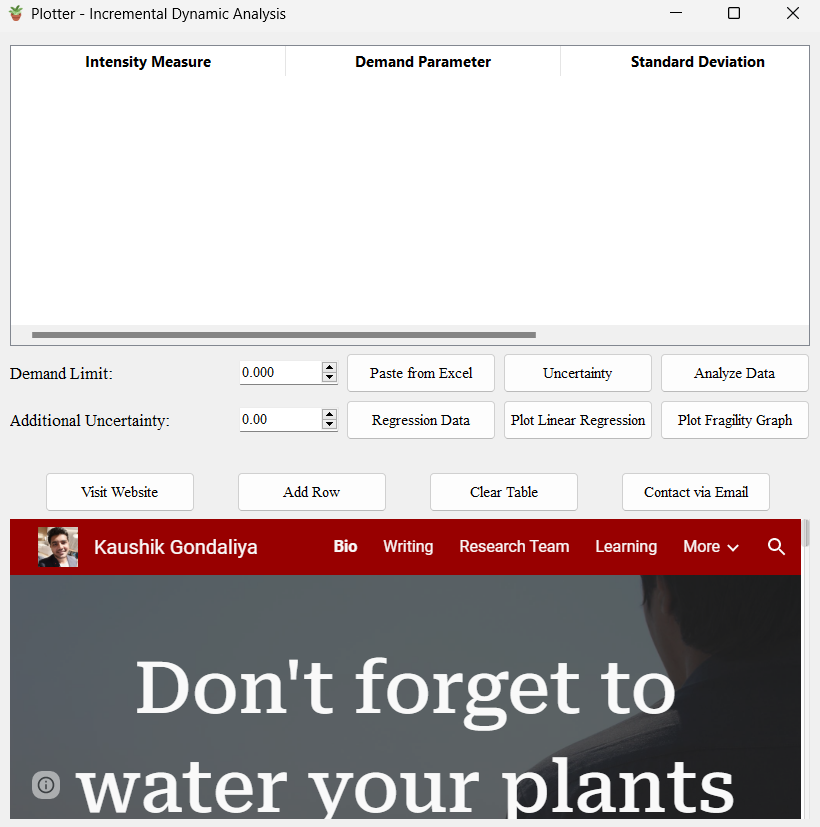 Plotter - Incremental Dynamic Analysis
Intensity Measure Demand Parameter Standard Deviation
Demand Limit: 0.000 Paste from Excel Uncertainty Analyze Data
Additional Uncertainty: 0.00 Regression Data Plot Linear Regression Plot Fragility Graph
Visit Website Add Row Clear Table Contact via Email
Kaushik Gondaliya Bio Writing Research Team Learning More
Don't forget to
water your plants